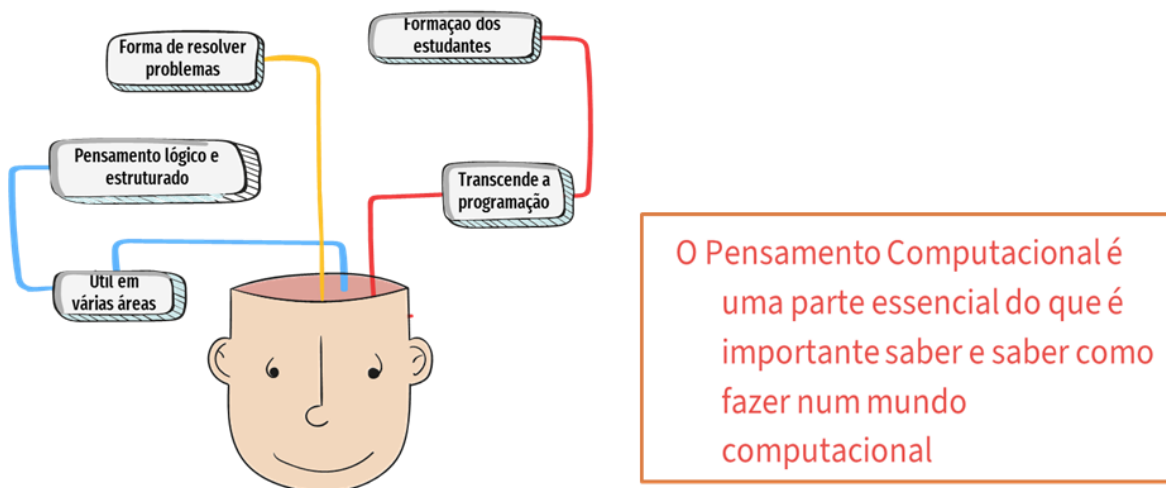 Forma de resolver
problemas
Formação dos
estudantes
Pensamento lógico e
estruturado
Transcende a
programação
Útil em
várias áreas
O Pensamento Computacional é
uma parte essencial do que é
importante saber e saber como
fazer num mundo
computacional